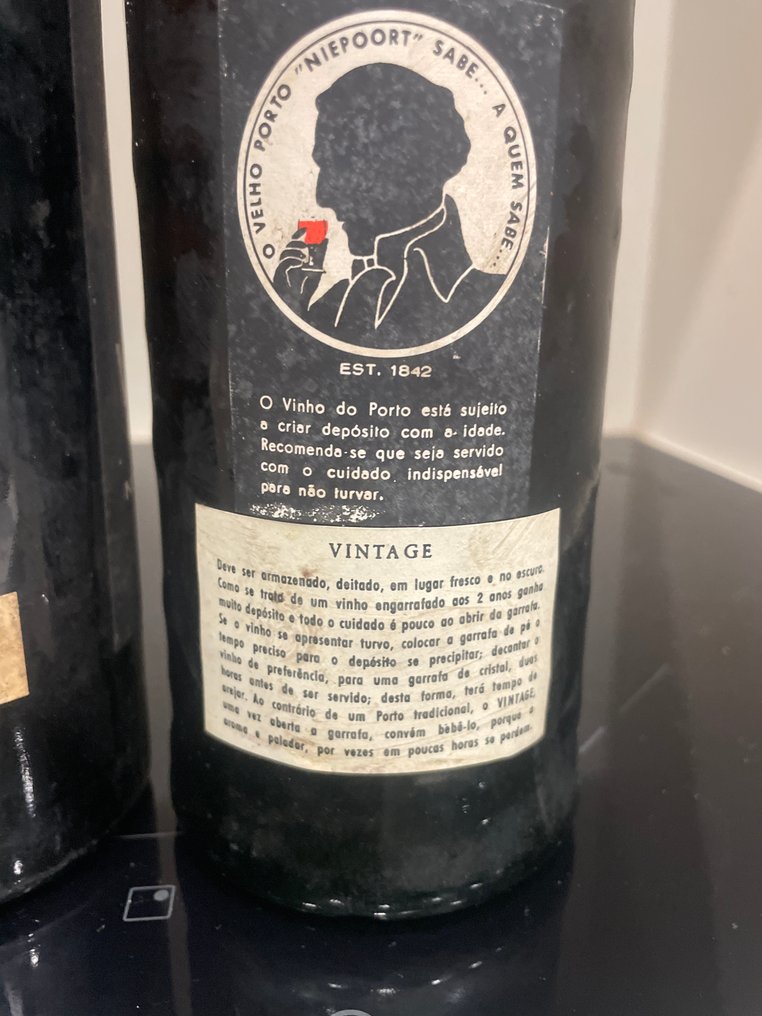 O VELHO PORTO "NIEPOORT" SABE... A QUEM SABE...
EST. 1842
O Vinho do Porto está sujeito
a criar depósito com a idade.
Recomenda-se que seja servido
com o cuidado indispensável
para não turvar.
VINTAGE
Deve ser armazenado, deitado, em lugar fresco e no escuro.
Como se trata de um vinho engarrafado aos 2 anos ganha
muito depósito e todo o cuidado é pouco ao abrir da garrafa.
Se o vinho se apresentar turvo, colocar a garrafa de pé o
tempo preciso para o depósito se precipitar; decantar o
vinho de preferência, para uma garrafa de cristal, duas
horas antes de ser servido; desta forma, terá tempo de
arejar. Ao contrário de um Porto tradicional, o VINTAGE,
uma vez aberta a garrafa, convém bebê-lo, porque o
aroma e paladar, por vezes em poucas horas se perdem.